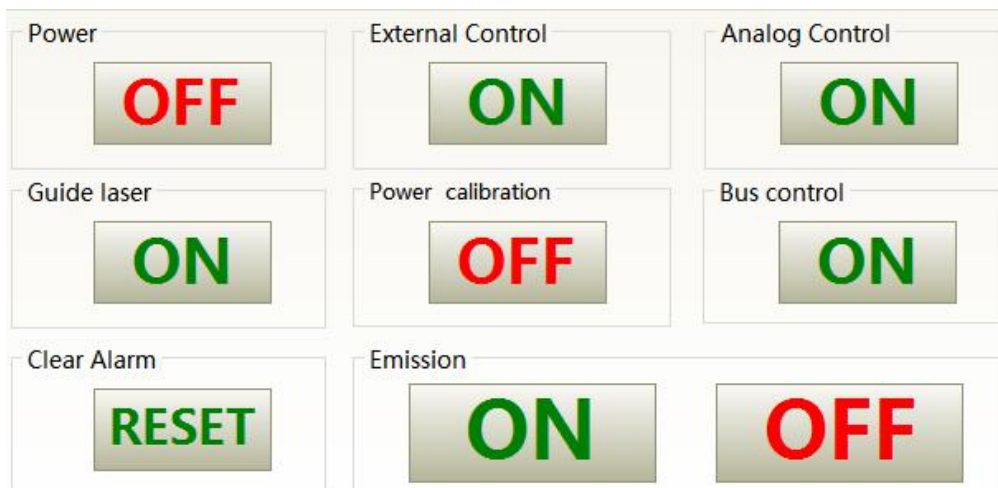 Power
External Control
Analog Control
OFF
ON
ON
Guide laser
Power calibration
Bus control
ON
OFF
ON
Clear Alarm
Emission
RESET
ON
OFF